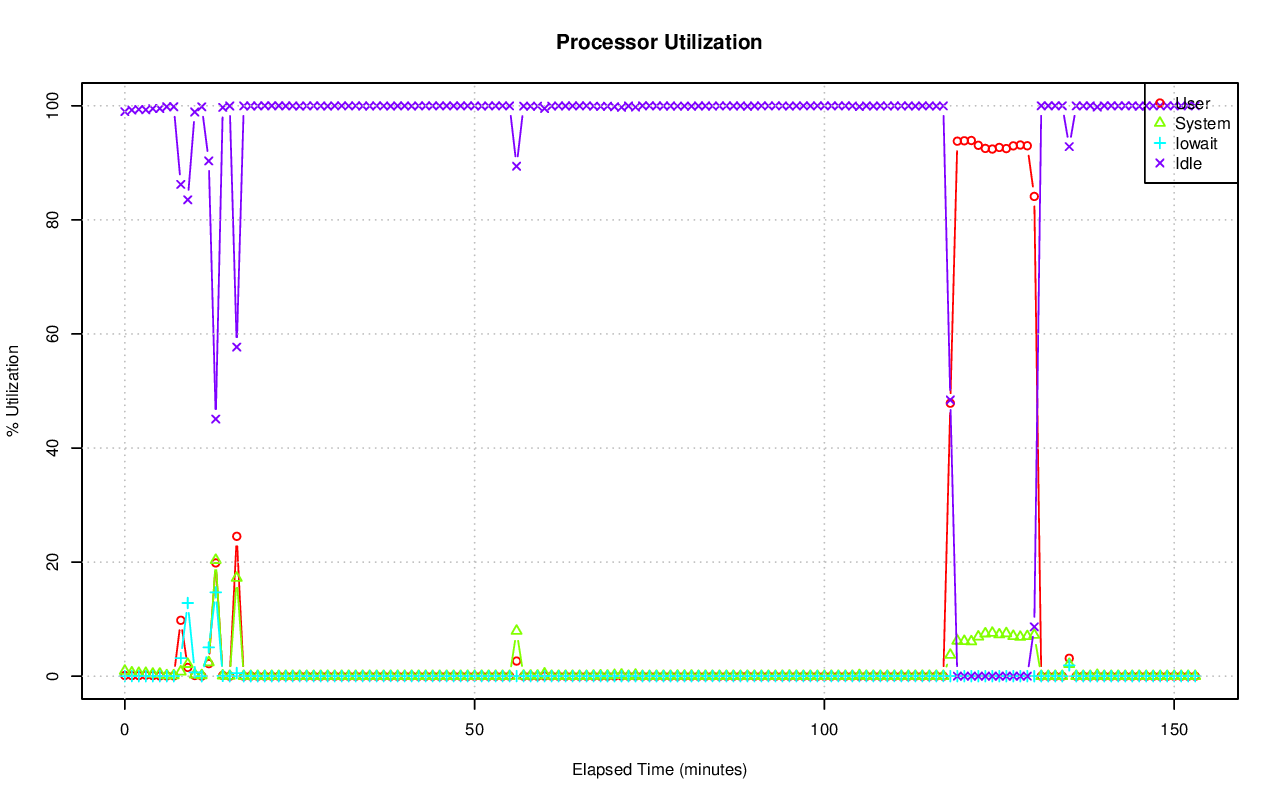 Processor Utilization
% Utilization
100
80
60
40
20
0
User
System
Iowait
Idle
0 50 100 150
Elapsed Time (minutes)